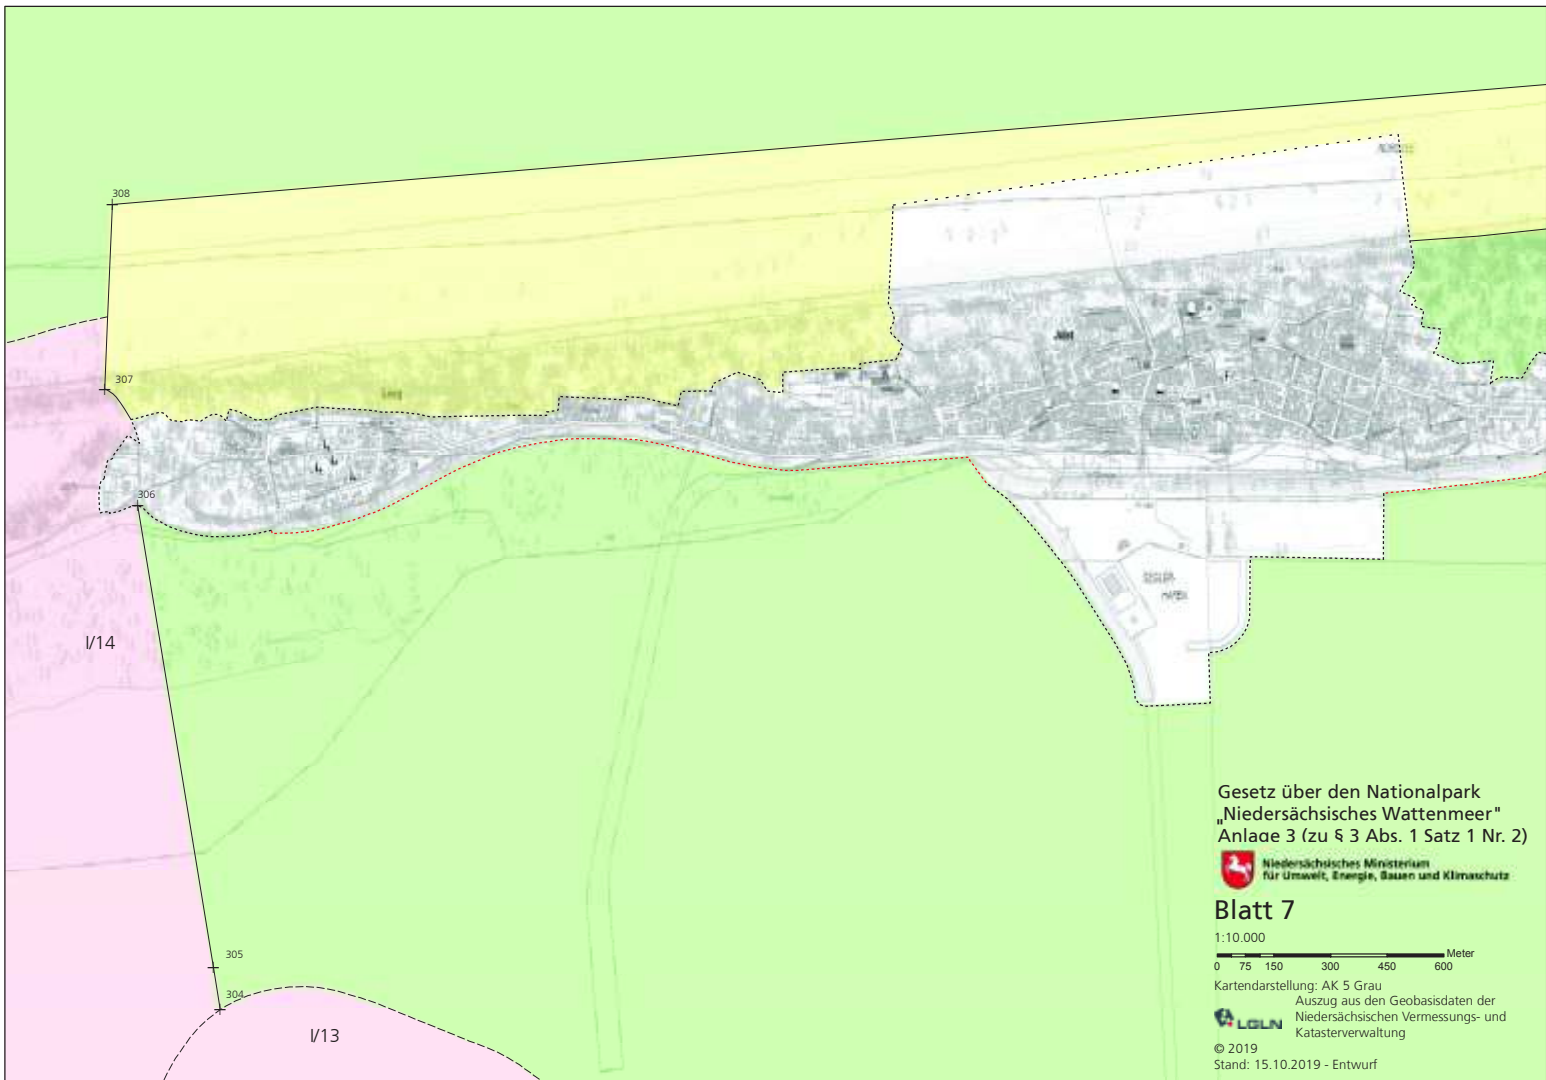 308
307
306
Juist
I/14
305
304
I/13
Gesetz über den Nationalpark
„Niedersächsisches Wattenmeer"
Anlage 3 (zu § 3 Abs. 1 Satz 1 Nr. 2)
Niedersächsisches Ministerium
für Umwelt, Energie, Bauen und Klimaschutz
Blatt 7
1:10.000
Meter
0 75 150 300 450 600
Kartendarstellung: AK 5 Grau
Auszug aus den Geobasisdaten der
LGLN Niedersächsischen Vermessungs- und
Katasterverwaltung
© 2019
Stand: 15.10.2019 - Entwurf